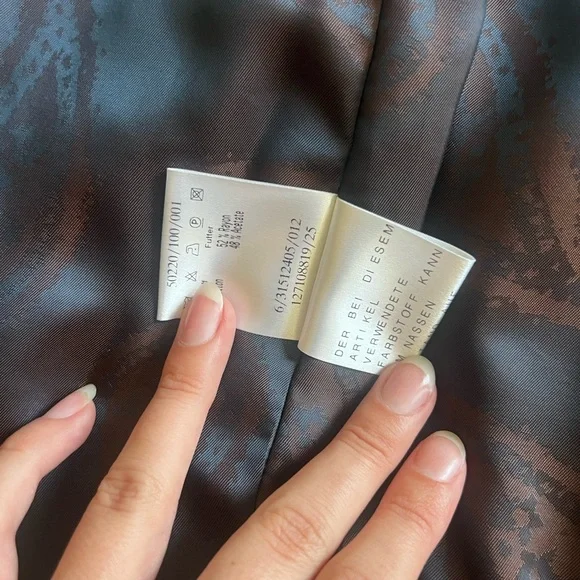 50220/100/001
Futter
52 % Rayon
48 % Acetate
6/31512405/012
127108819/25
DER BEI DIESEM
ARTIKEL
VERWENDETE
FARBSTOFF KANN
NASSEN